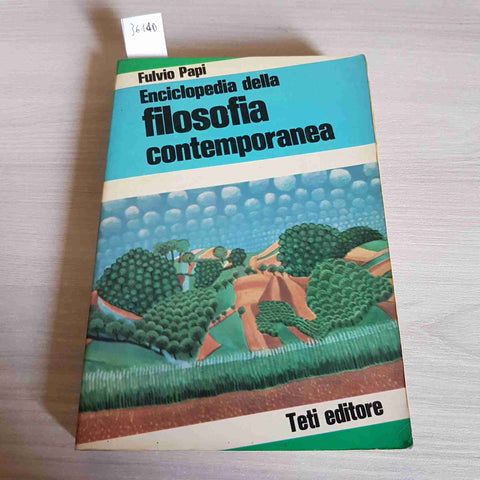 36140
Fulvio Papi
Enciclopedia della
filosofia
contemporanea
Teti editore